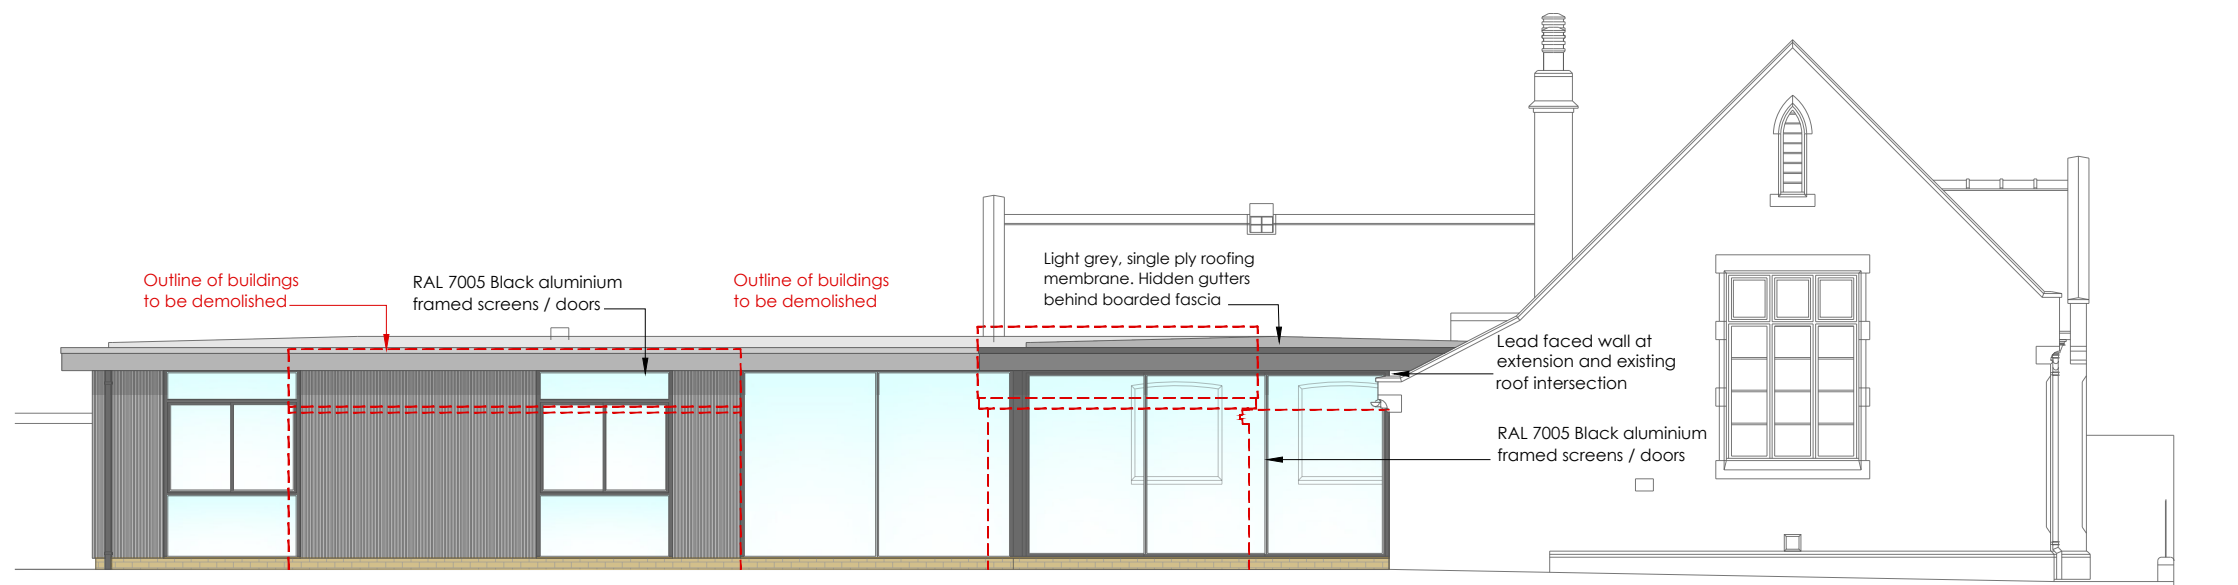 Outline of buildings
to be demolished
RAL 7005 Black aluminium
framed screens / doors
Outline of buildings
to be demolished
Light grey, single ply roofing
membrane. Hidden gutters
behind boarded fascia
Lead faced wall at
extension and existing
roof intersection
RAL 7005 Black aluminium
framed screens / doors